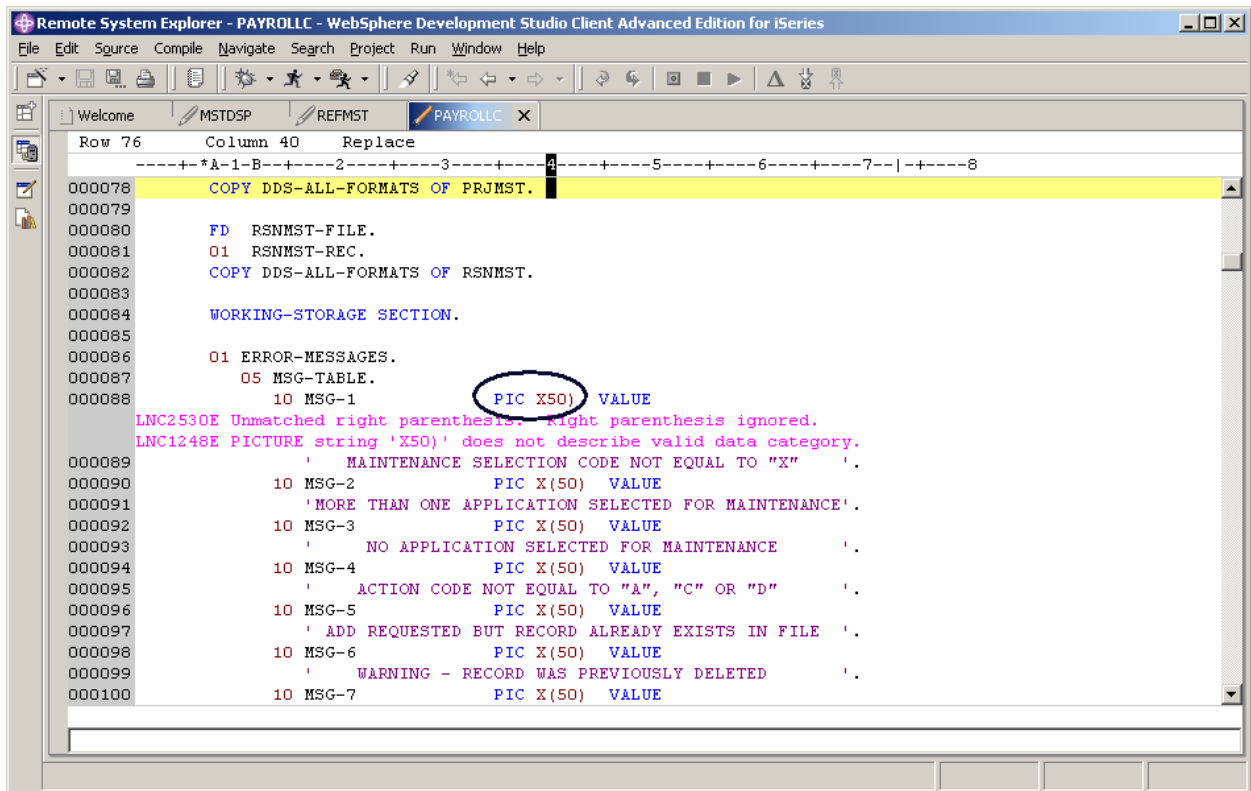 Remote System Explorer - PAYROLLC - WebSphere Development Studio Client Advanced Edition for iSeries
File Edit Source Compile Navigate Search Project Run Window Help
Welcome MSTDSP REFMST PAYROLLC
Row 76 Column 40 Replace
----+-*A-1-B--+----2----+----3----+----4----+----5----+----6----+----7--|-+----8
000078 COPY DDS-ALL-FORMATS OF PRJMST.
000079
000080 FD RSNMST-FILE.
000081 01 RSNMST-REC.
000082 COPY DDS-ALL-FORMATS OF RSNMST.
000083
000084 WORKING-STORAGE SECTION.
000085
000086 01 ERROR-MESSAGES.
000087 05 MSG-TABLE.
000088 10 MSG-1 PIC X50) VALUE
LNC2530E Unmatched right parenthesis. Right parenthesis ignored.
LNC1248E PICTURE string 'X50)' does not describe valid data category.
000089 ' MAINTENANCE SELECTION CODE NOT EQUAL TO "X" '.
000090 10 MSG-2 PIC X(50) VALUE
000091 'MORE THAN ONE APPLICATION SELECTED FOR MAINTENANCE'.
000092 10 MSG-3 PIC X(50) VALUE
000093 ' NO APPLICATION SELECTED FOR MAINTENANCE '.
000094 10 MSG-4 PIC X(50) VALUE
000095 ' ACTION CODE NOT EQUAL TO "A", "C" OR "D" '.
000096 10 MSG-5 PIC X(50) VALUE
000097 ' ADD REQUESTED BUT RECORD ALREADY EXISTS IN FILE '.
000098 10 MSG-6 PIC X(50) VALUE
000099 ' WARNING - RECORD WAS PREVIOUSLY DELETED '.
000100 10 MSG-7 PIC X(50) VALUE